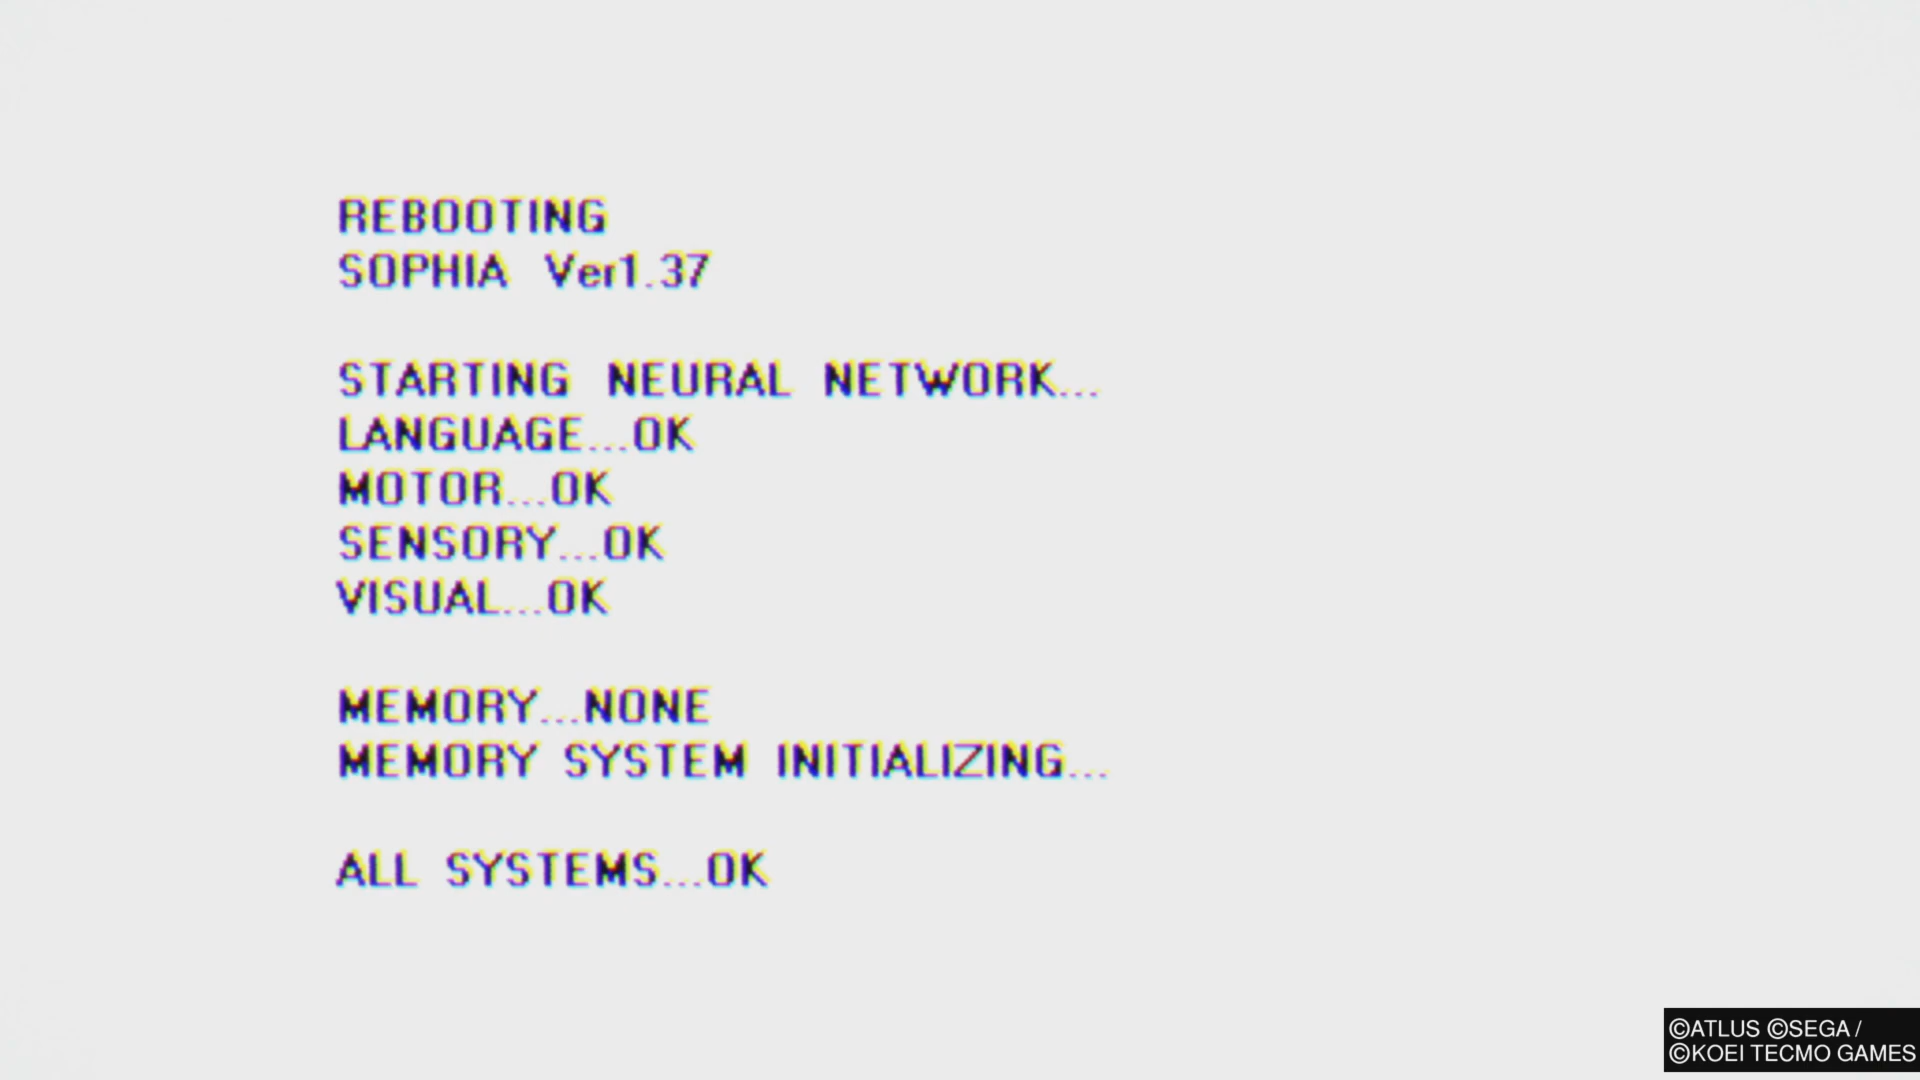 REBOOTING
SOPHIA Ver1.37
STARTING NEURAL NETWORK...
LANGUAGE...OK
MOTOR...OK
SENSORY...OK
VISUAL...OK
MEMORY...NONE
MEMORY SYSTEM INITIALIZING...
ALL SYSTEMS...OK
©ATLUS ©SEGA /
©KOEI TECMO GAMES